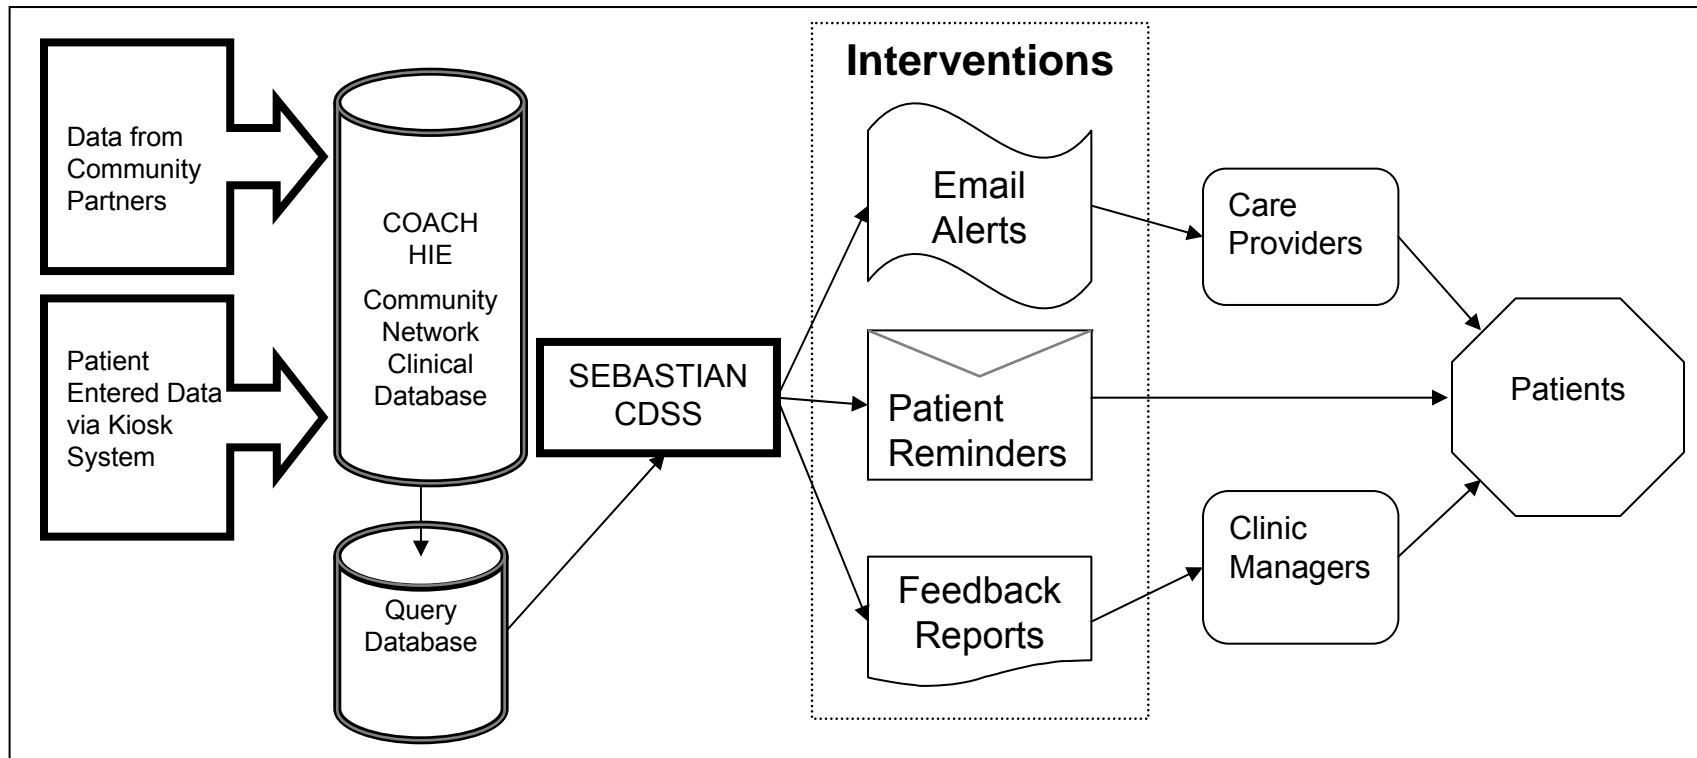 Data from
Community
Partners
Patient
Entered Data
via Kiosk
System
COACH
HIE
Community
Network
Clinical
Database
Query
Database
SEBASTIAN
CDSS
Interventions
Email
Alerts
Patient
Reminders
Feedback
Reports
Care
Providers
Clinic
Managers
Patients